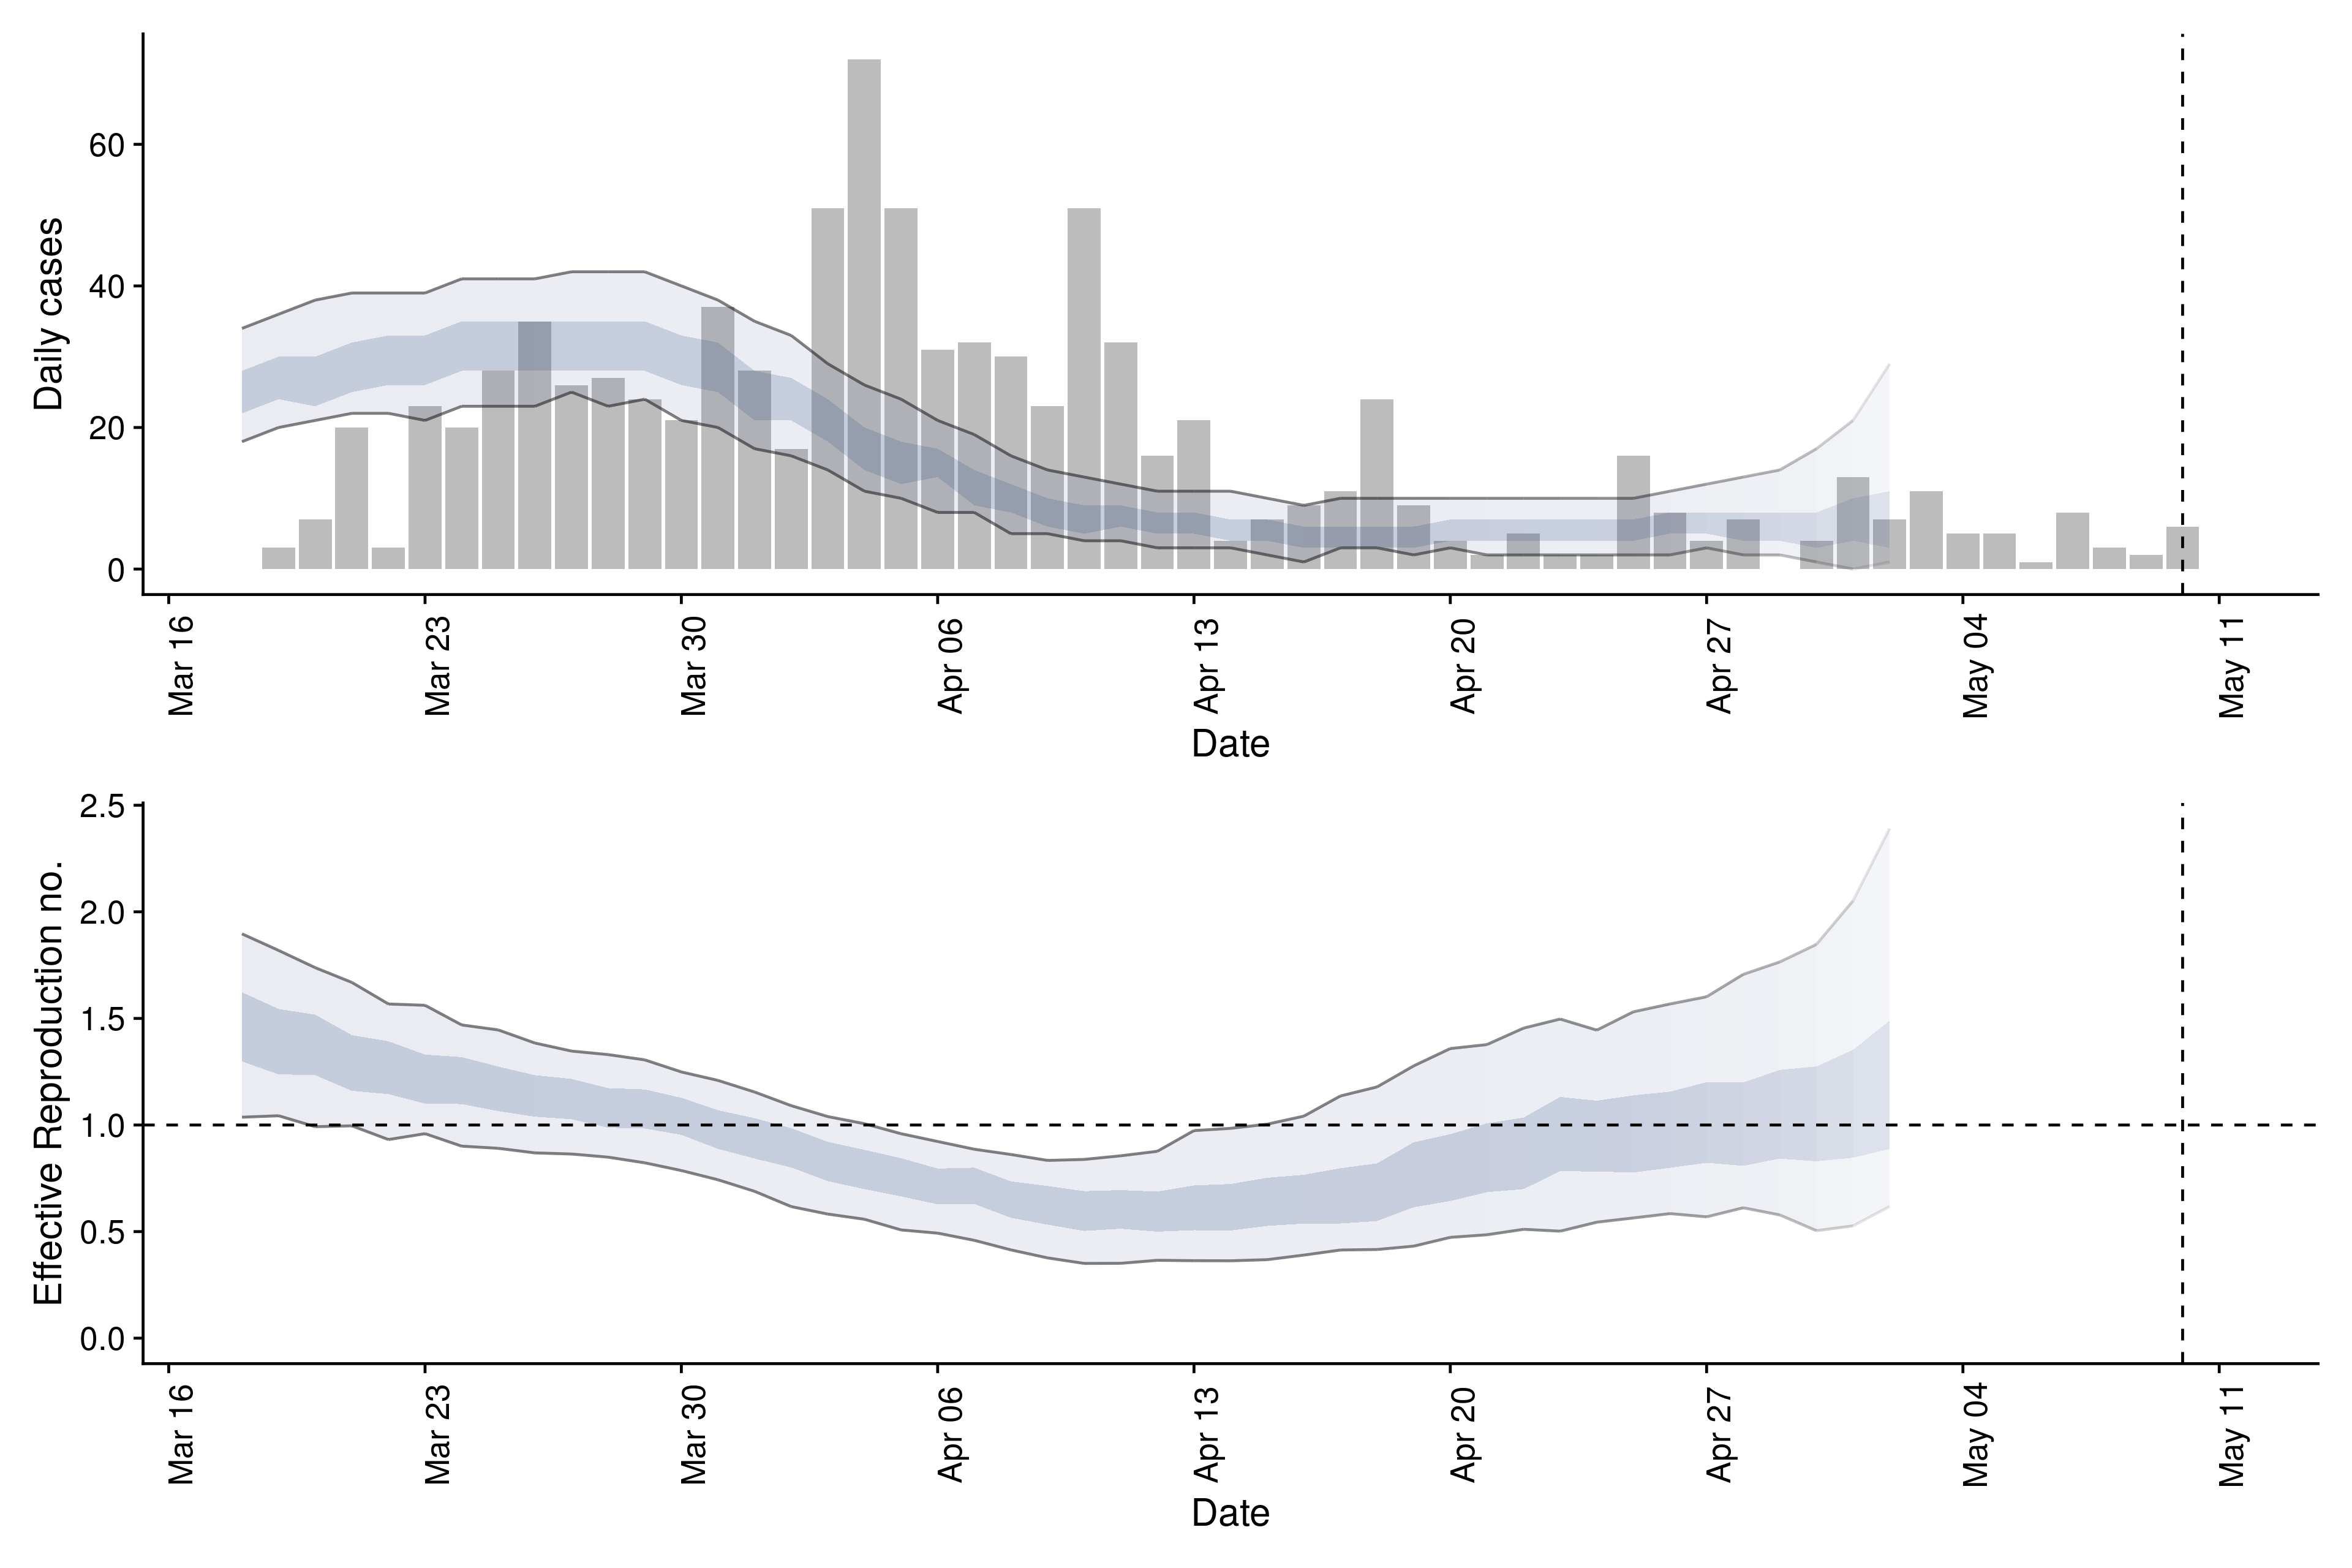 Daily cases
60
40
20
0
Mar 16
Mar 23
Mar 30
Apr 06
Apr 13
Apr 20
Apr 27
May 04
May 11
Date
Effective Reproduction no.
2.5
2.0
1.5
1.0
0.5
0.0
Mar 16
Mar 23
Mar 30
Apr 06
Apr 13
Apr 20
Apr 27
May 04
May 11
Date